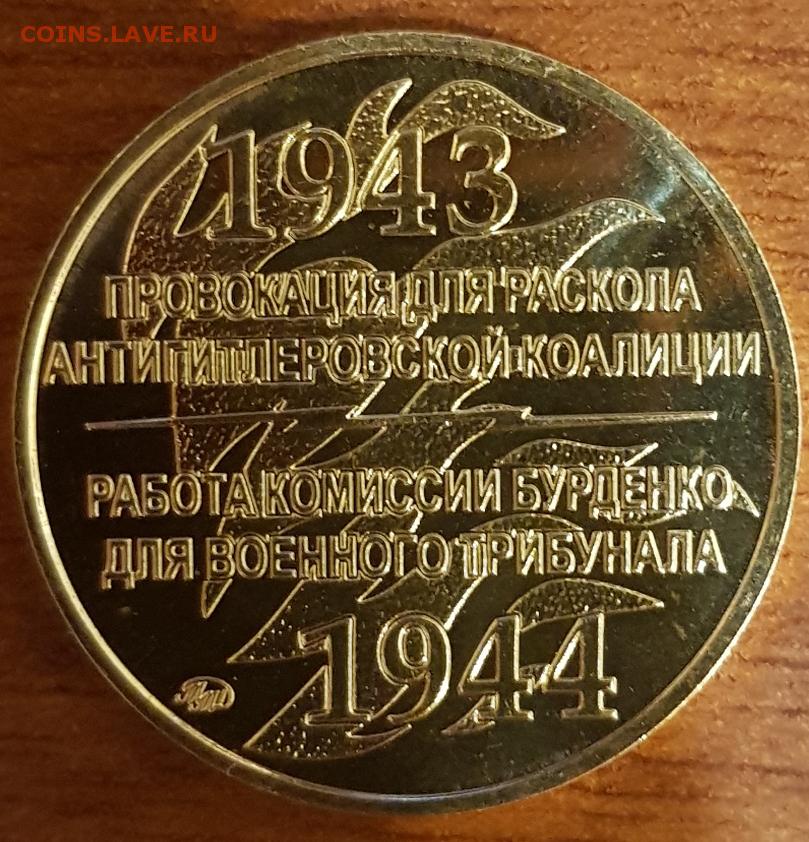 COINS.LAVE.RU
1943
ПРОВОКАЦИЯ ДЛЯ РАСКОЛА
АНТИГИТЛЕРОВСКОЙ КОАЛИЦИИ
РАБОТА КОМИССИИ БУРДЕНКО
ДЛЯ ВОЕННОГО ТРИБУНАЛА
1944